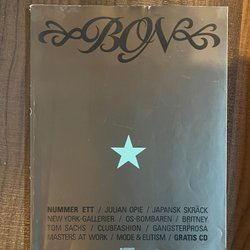 BON
NUMMER ETT / JULIAN OPIE / JAPANSK SKRÄCK
NEW YORK-GALLERIER / OS-BOMBAREN / BRITNEY
TOM SACHS / CLUBFASHION / GANGSTERPROSA
MASTERS AT WORK / MODE & ELITISM / GRATIS CD